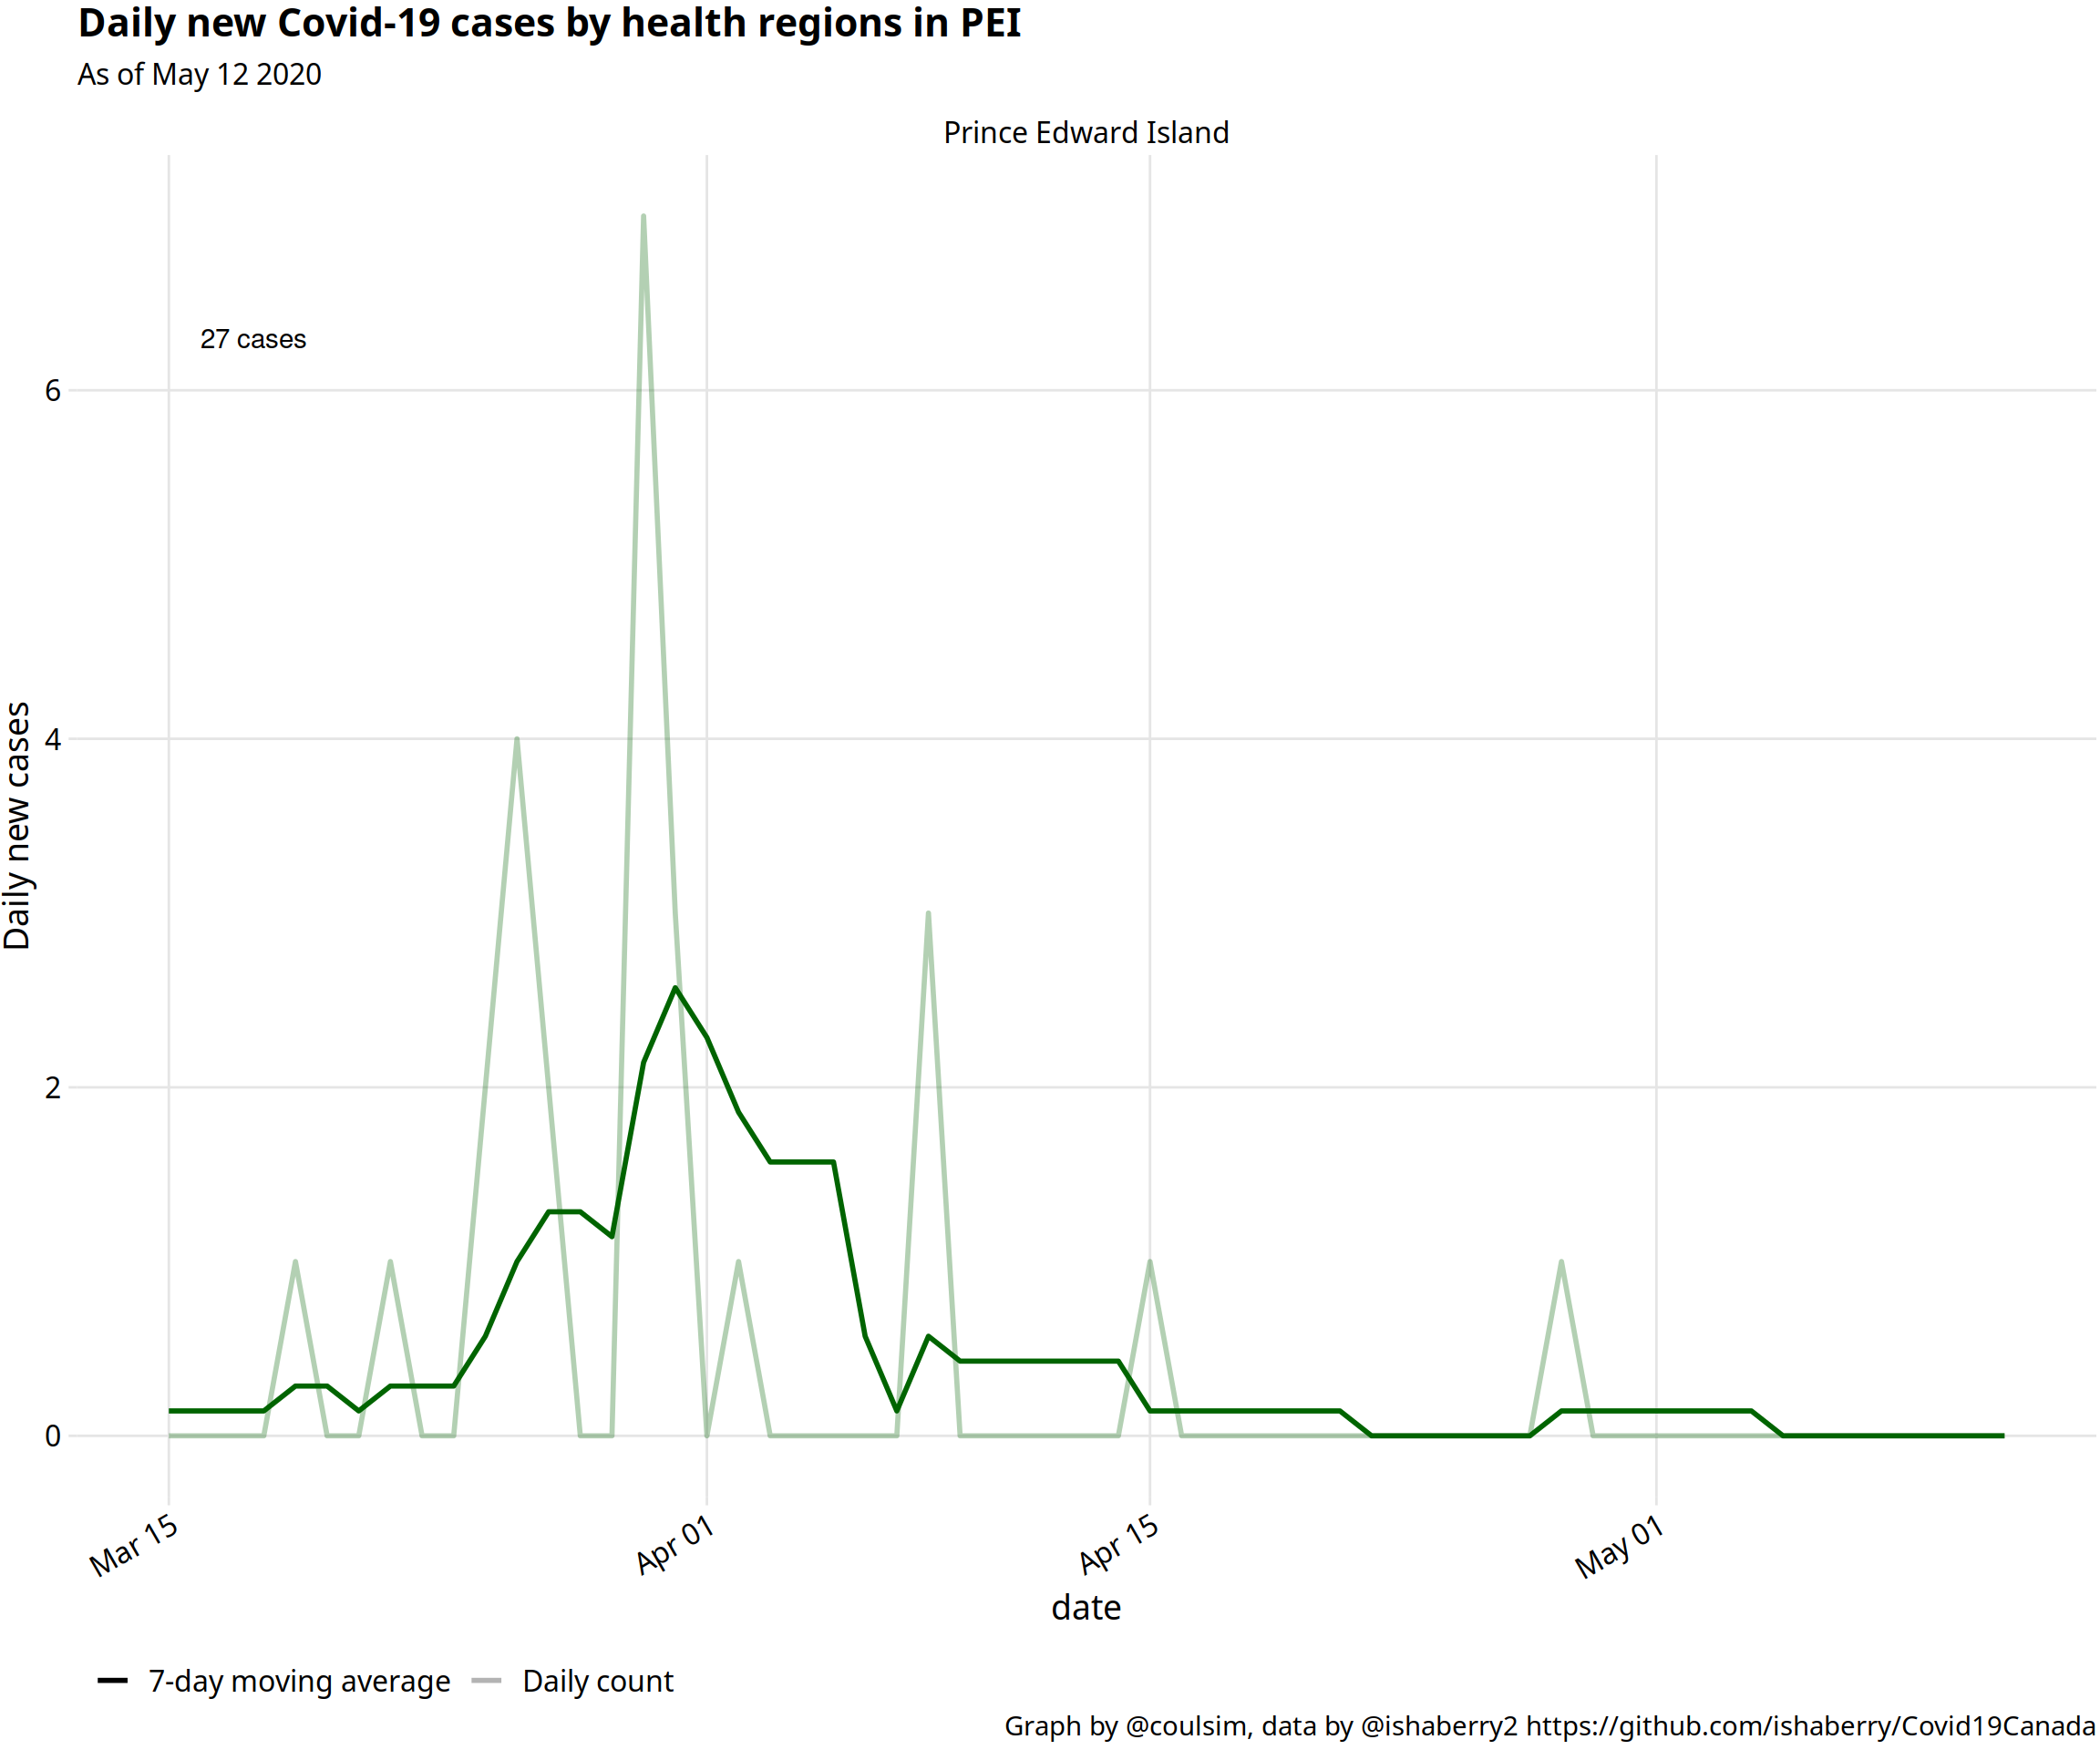 Daily new Covid-19 cases by health regions in PEI
As of May 12 2020
Prince Edward Island
27 cases
6
4
2
0
Daily new cases
Mar 15
Apr 01
Apr 15
May 01
date
7-day moving average
Daily count
Graph by @coulsim, data by @ishaberry2 https://github.com/ishaberry/Covid19Canada